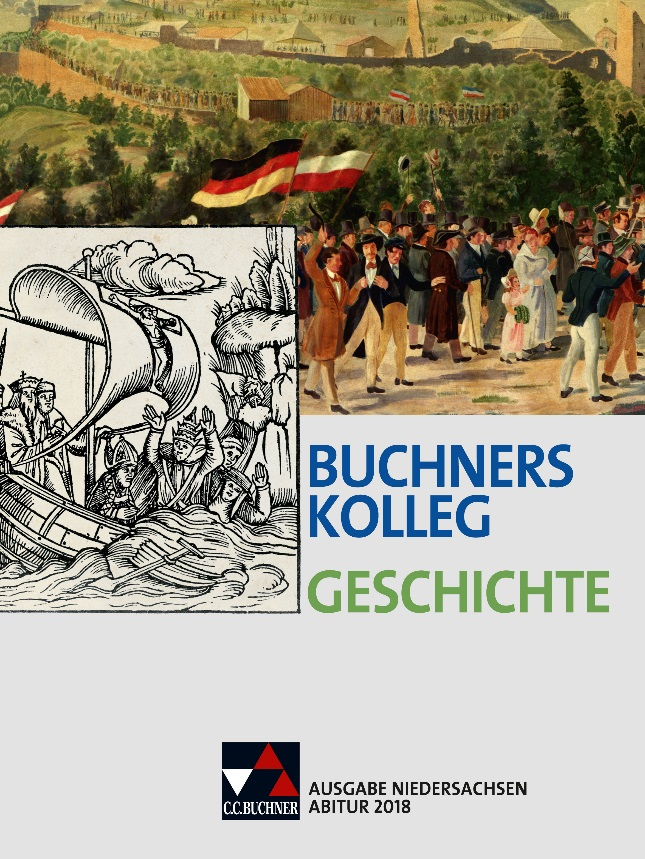 BUCHNERS
KOLLEG
GESCHICHTE
C.C.BUCHNER
AUSGABE NIEDERSACHSEN
ABITUR 2018